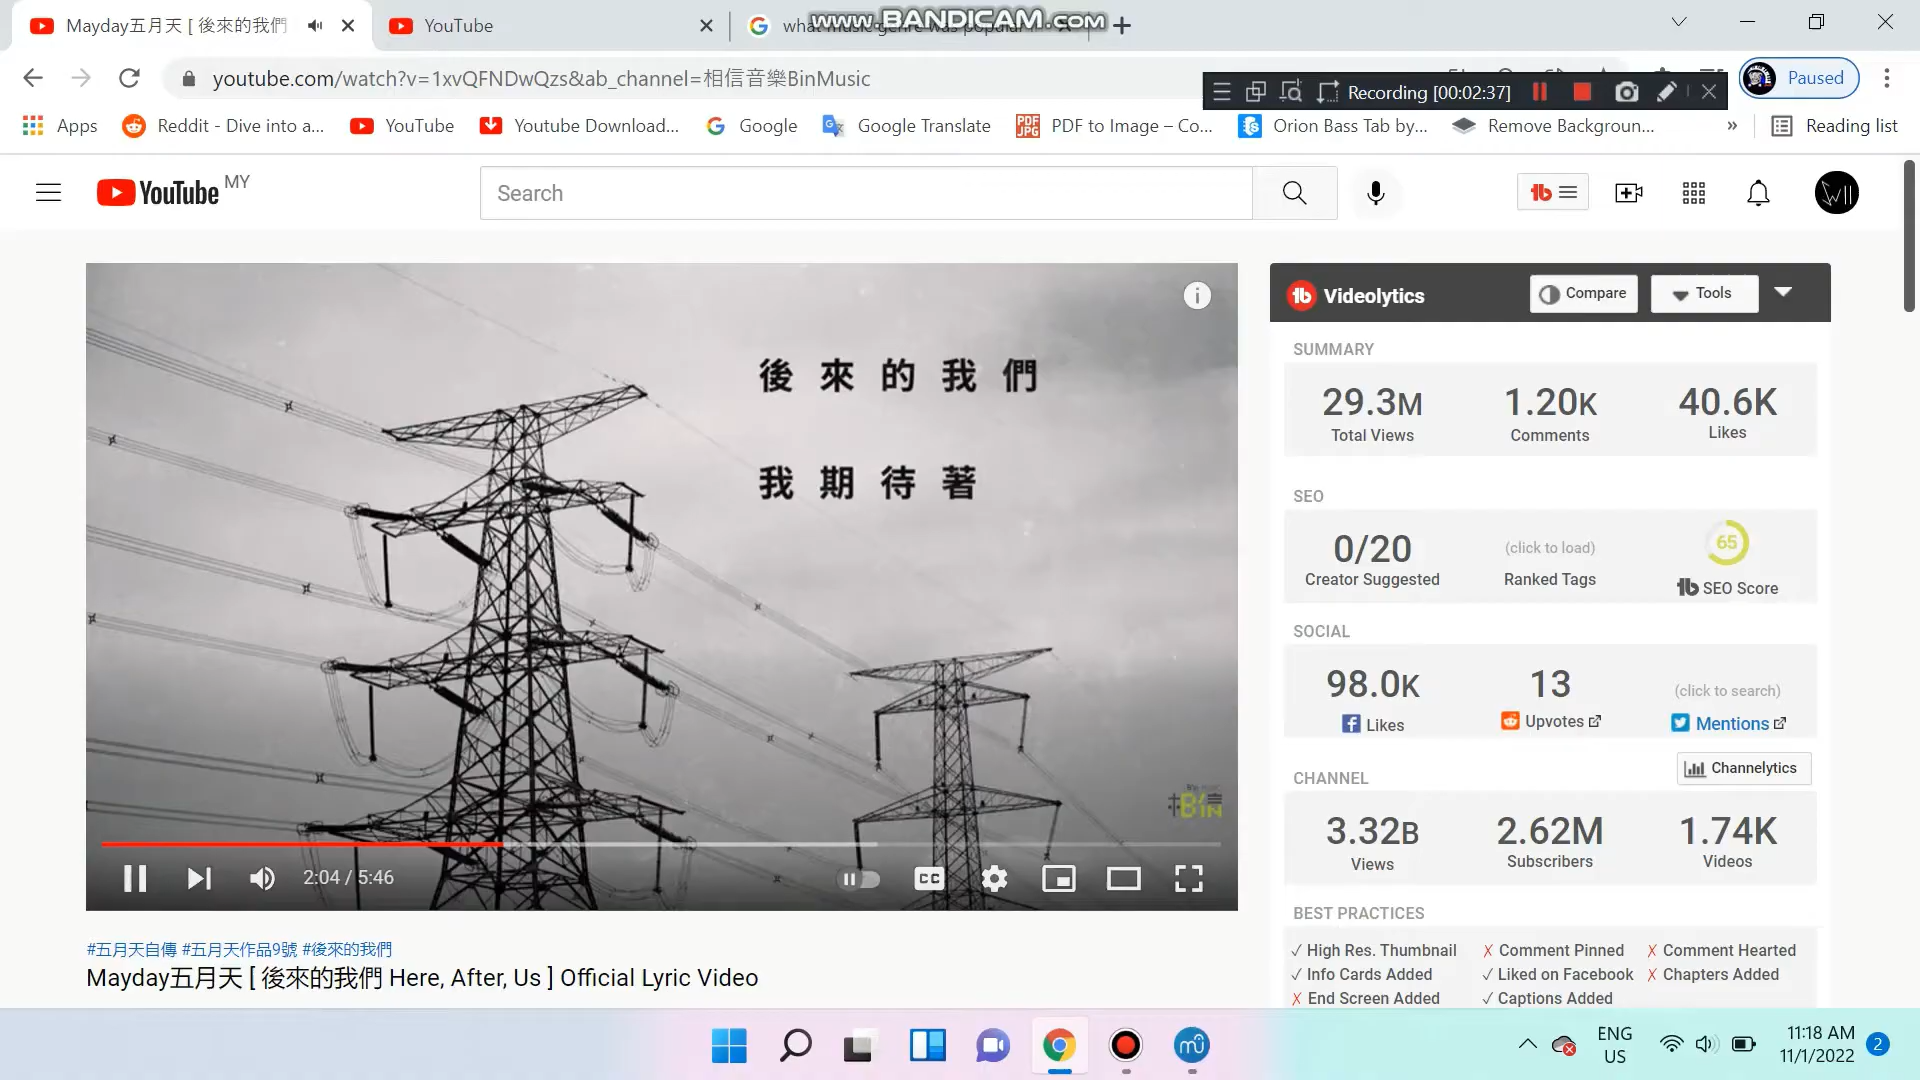 Mayday五月天 [ 後來的我們
YouTube
www.BANDICAM.com
youtube.com/watch?v=1xvQFNDwQzs&ab_channel=相信音樂BinMusic
Recording [00:02:37]
Paused
Apps
Reddit - Dive into a...
YouTube
Youtube Download...
Google
Google Translate
PDF to Image – Co...
Orion Bass Tab by...
Remove Backgroun...
»
Reading list
YouTube MY
Search
後來的我們
我期待著
Videolytics
Compare
Tools
SUMMARY
29.3M
1.20K
40.6K
Total Views
Comments
Likes
SEO
0/20
(click to load)
65
Creator Suggested
Ranked Tags
SEO Score
SOCIAL
98.0K
13
(click to search)
Likes
Upvotes
Mentions
CHANNEL
Channelytics
3.32B
2.62M
1.74K
Views
Subscribers
Videos
BEST PRACTICES
✓ High Res. Thumbnail
✗ Comment Pinned
✗ Comment Hearted
✓ Info Cards Added
✓ Liked on Facebook
✗ Chapters Added
✗ End Screen Added
✓ Captions Added
BIN
2:04 / 5:46
CC
#五月天自傳 #五月天作品9號 #後來的我們
Mayday五月天 [ 後來的我們 Here, After, Us ] Official Lyric Video
ENG
US
11:18 AM
11/1/2022
2